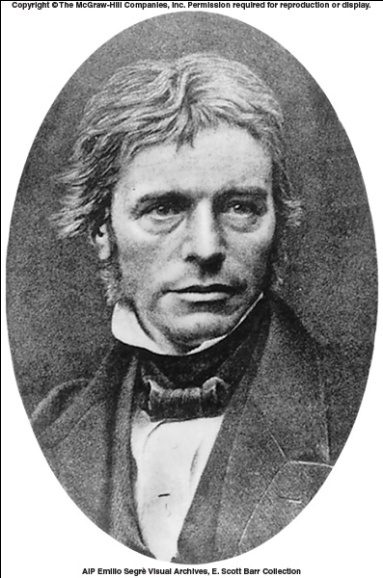 Copyright © The McGraw-Hill Companies, Inc. Permission required for reproduction or display.
AIP Emilio Segrè Visual Archives, E. Scott Barr Collection